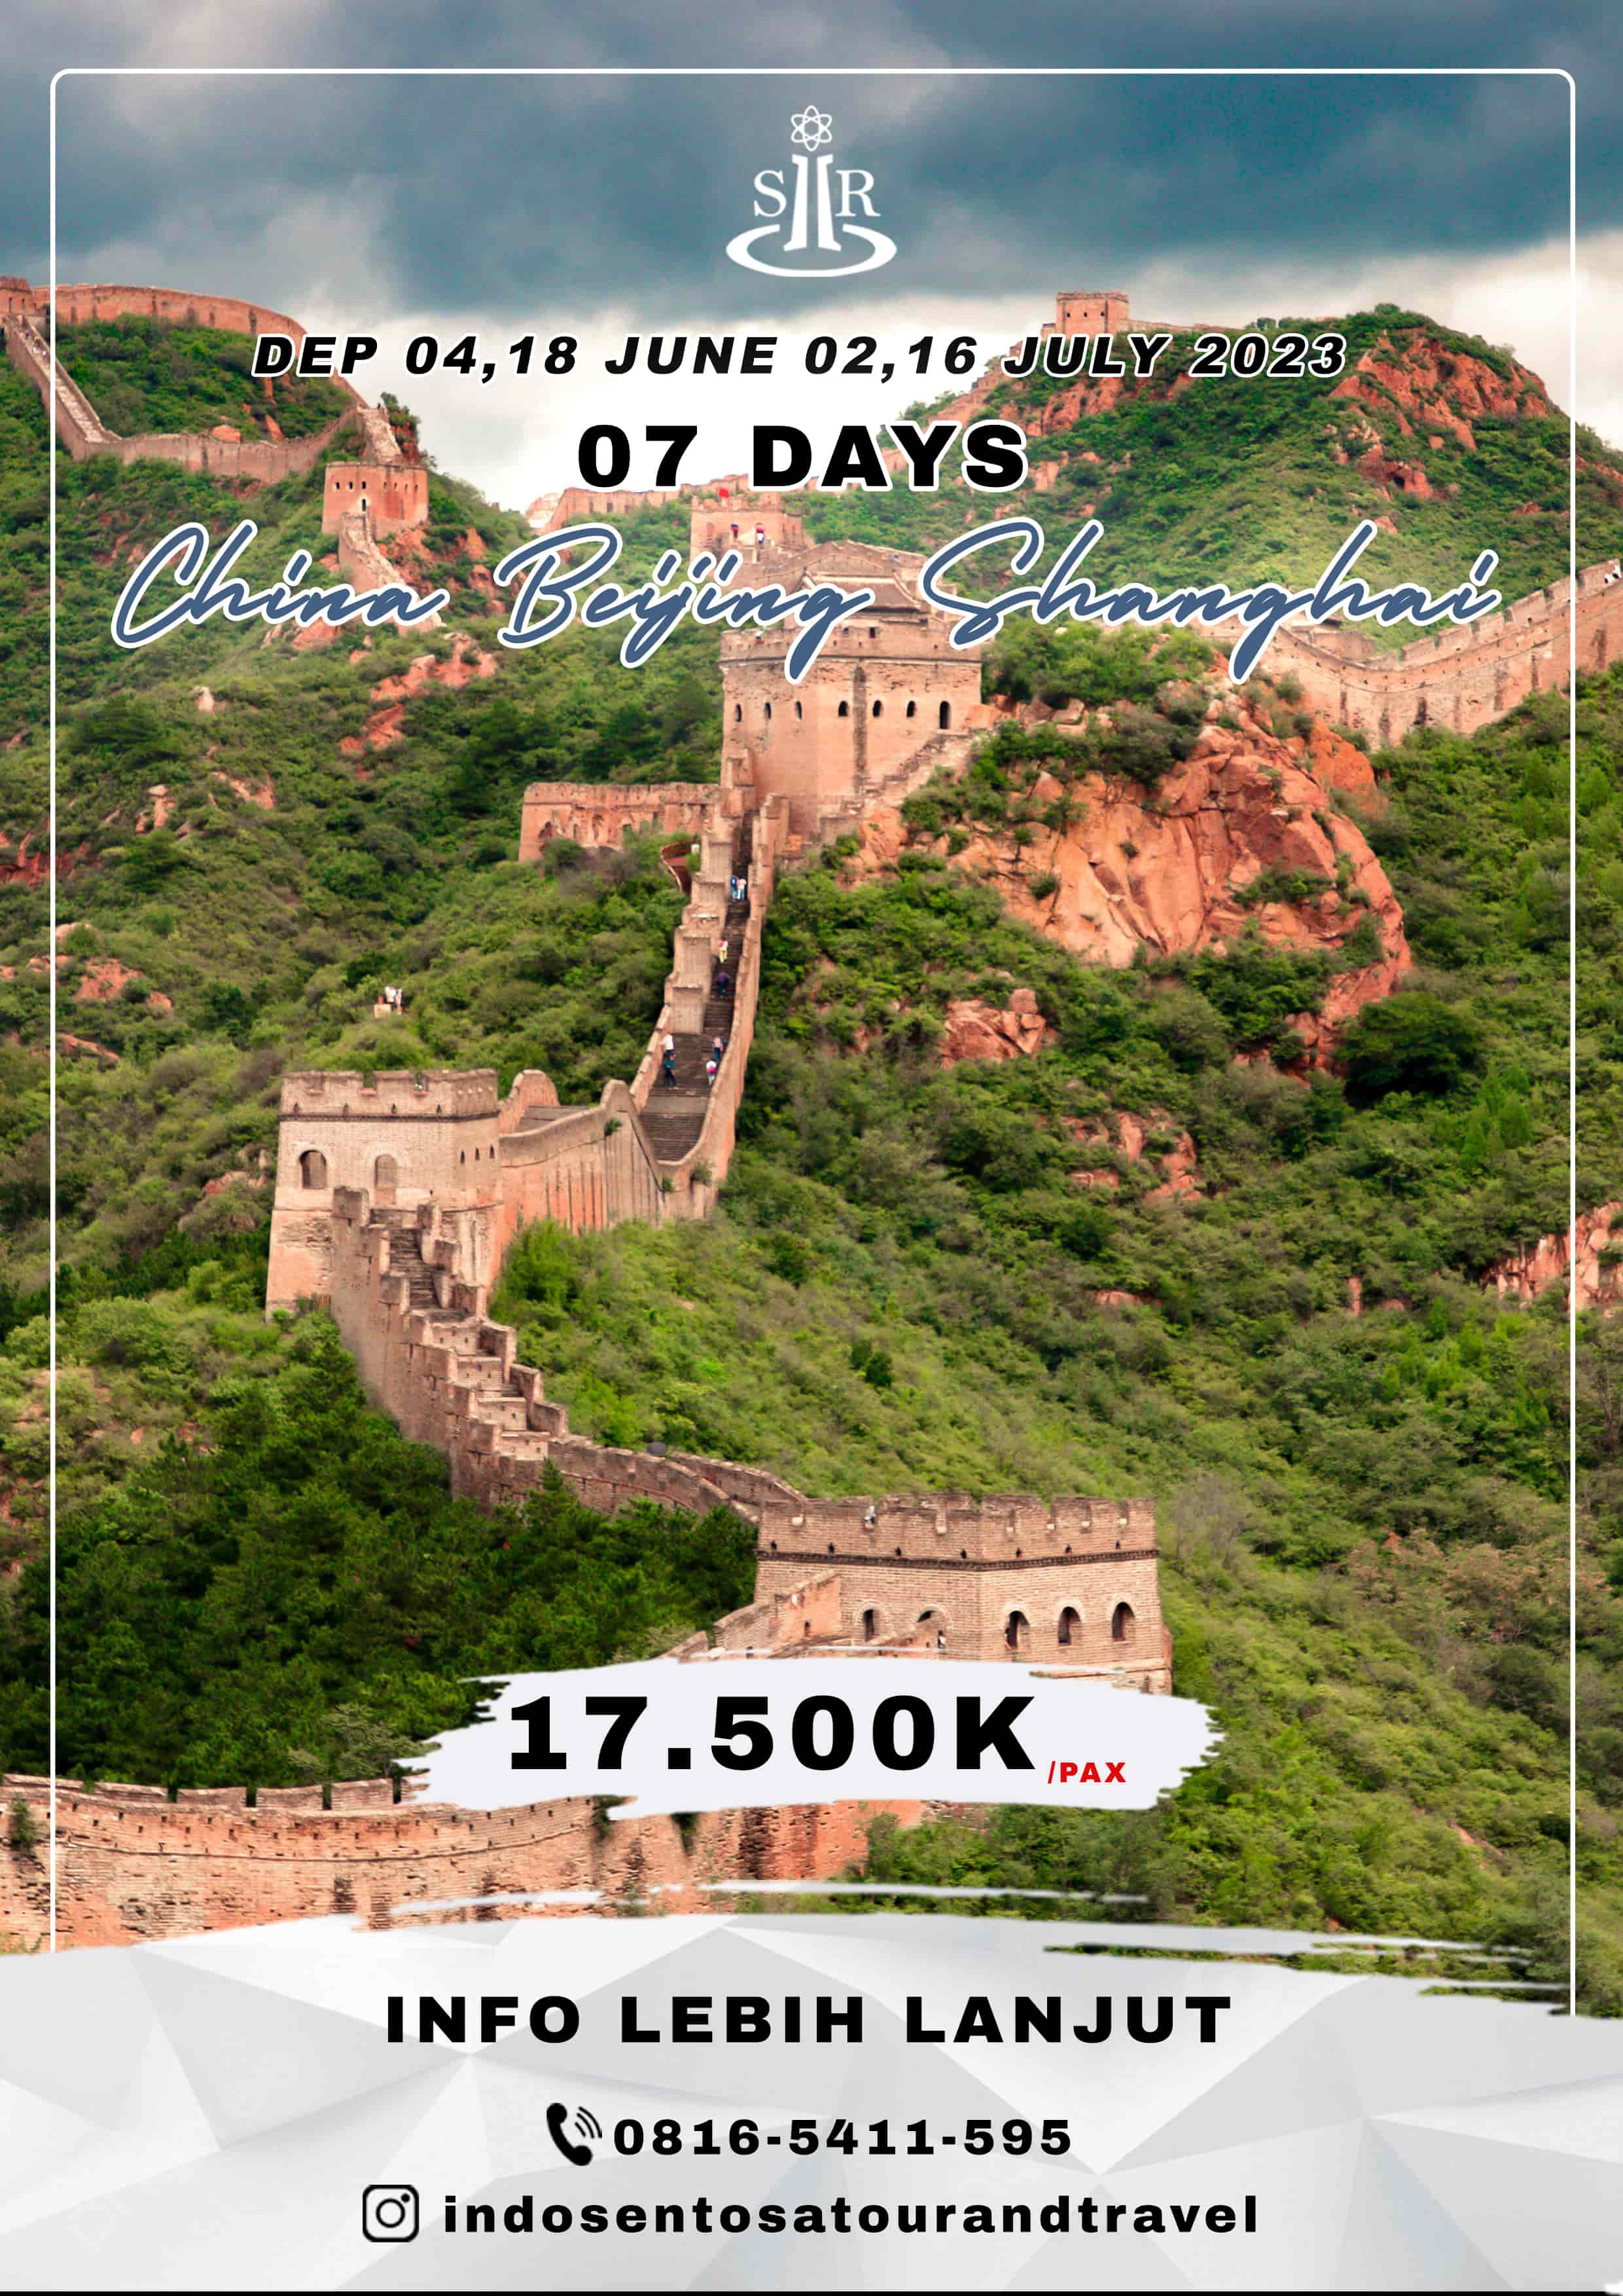 SIIR
DEP 04,18 JUNE 02,16 JULY 2023
07 DAYS
China Beijing Shanghai
17.500K /PAX
INFO LEBIH LANJUT
0816-5411-595
indosentosatourandtravel